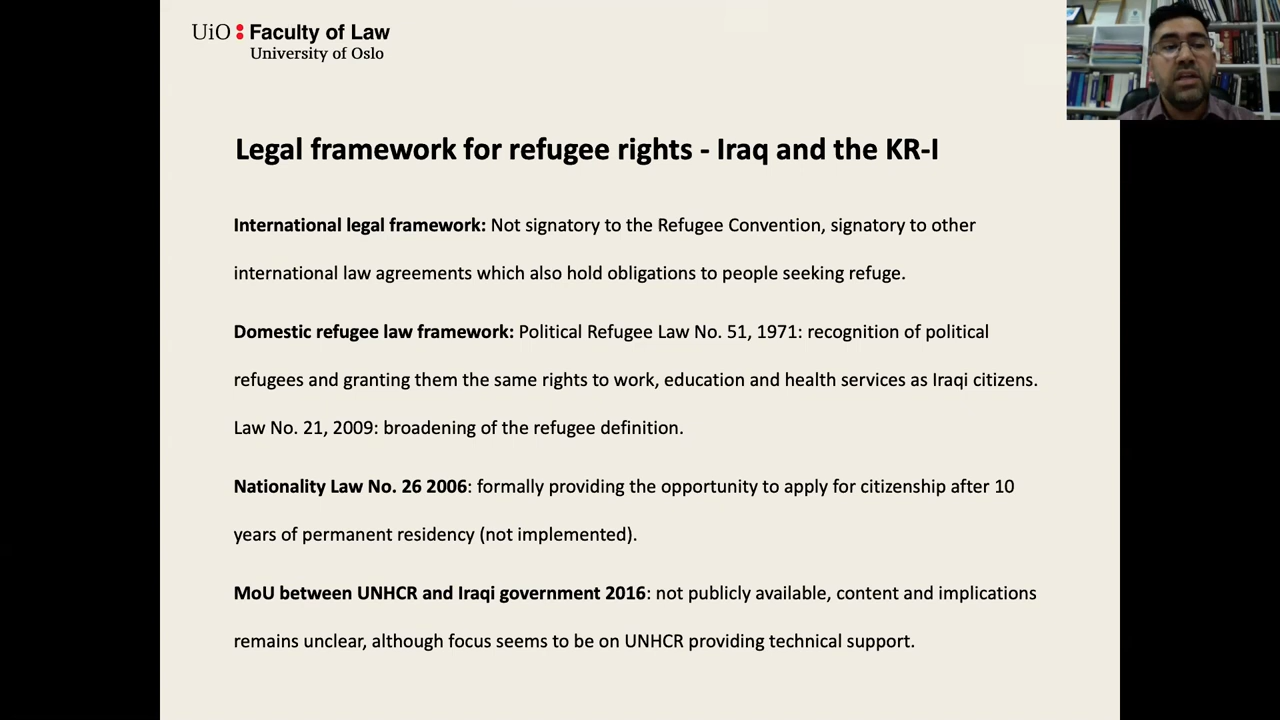 UiO : Faculty of Law
University of Oslo
Legal framework for refugee rights - Iraq and the KR-I
International legal framework: Not signatory to the Refugee Convention, signatory to other
international law agreements which also hold obligations to people seeking refuge.
Domestic refugee law framework: Political Refugee Law No. 51, 1971: recognition of political
refugees and granting them the same rights to work, education and health services as Iraqi citizens.
Law No. 21, 2009: broadening of the refugee definition.
Nationality Law No. 26 2006: formally providing the opportunity to apply for citizenship after 10
years of permanent residency (not implemented).
MoU between UNHCR and Iraqi government 2016: not publicly available, content and implications
remains unclear, although focus seems to be on UNHCR providing technical support.